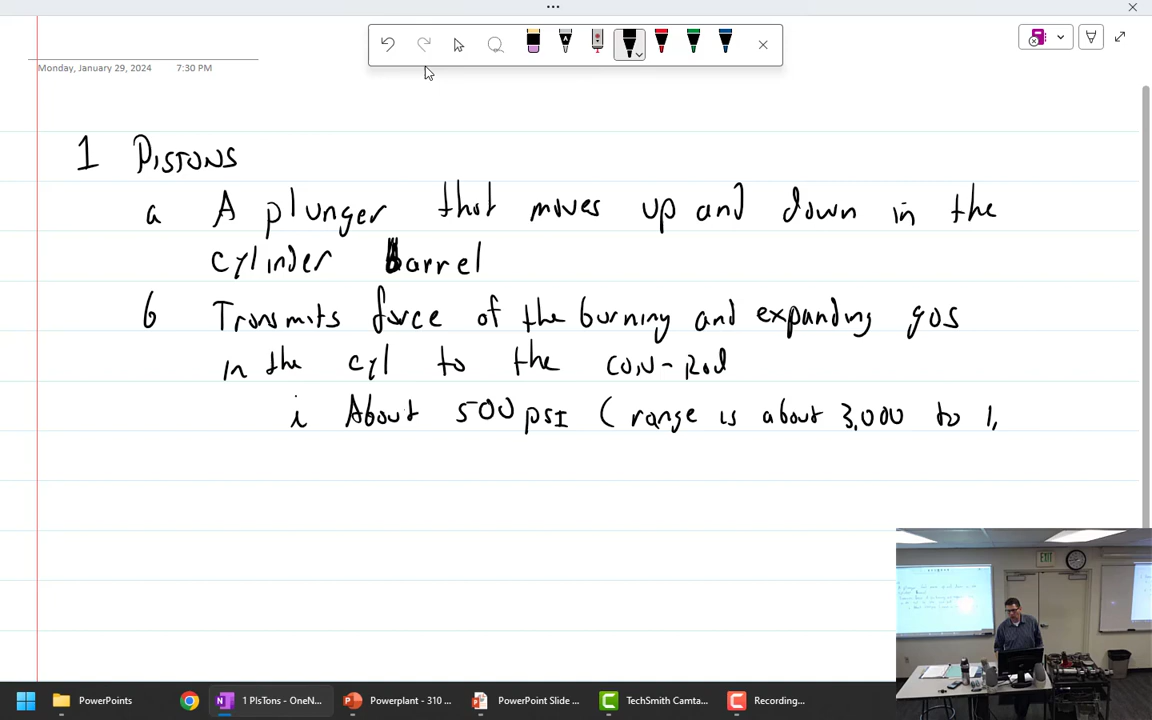 Monday, January 29, 2024 7:30 PM
1 PISTONS
a A plunger that moves up and down in the
cylinder barrel
b Transmits force of the burning and expanding gas
in the cyl to the CON-Rod
i About 500 PSI (range is about 3,000 to 1,
EXIT
PowerPoints
1 PIsTons - OneN...
Powerplant - 310 ...
PowerPoint Slide ...
TechSmith Camta...
Recording...